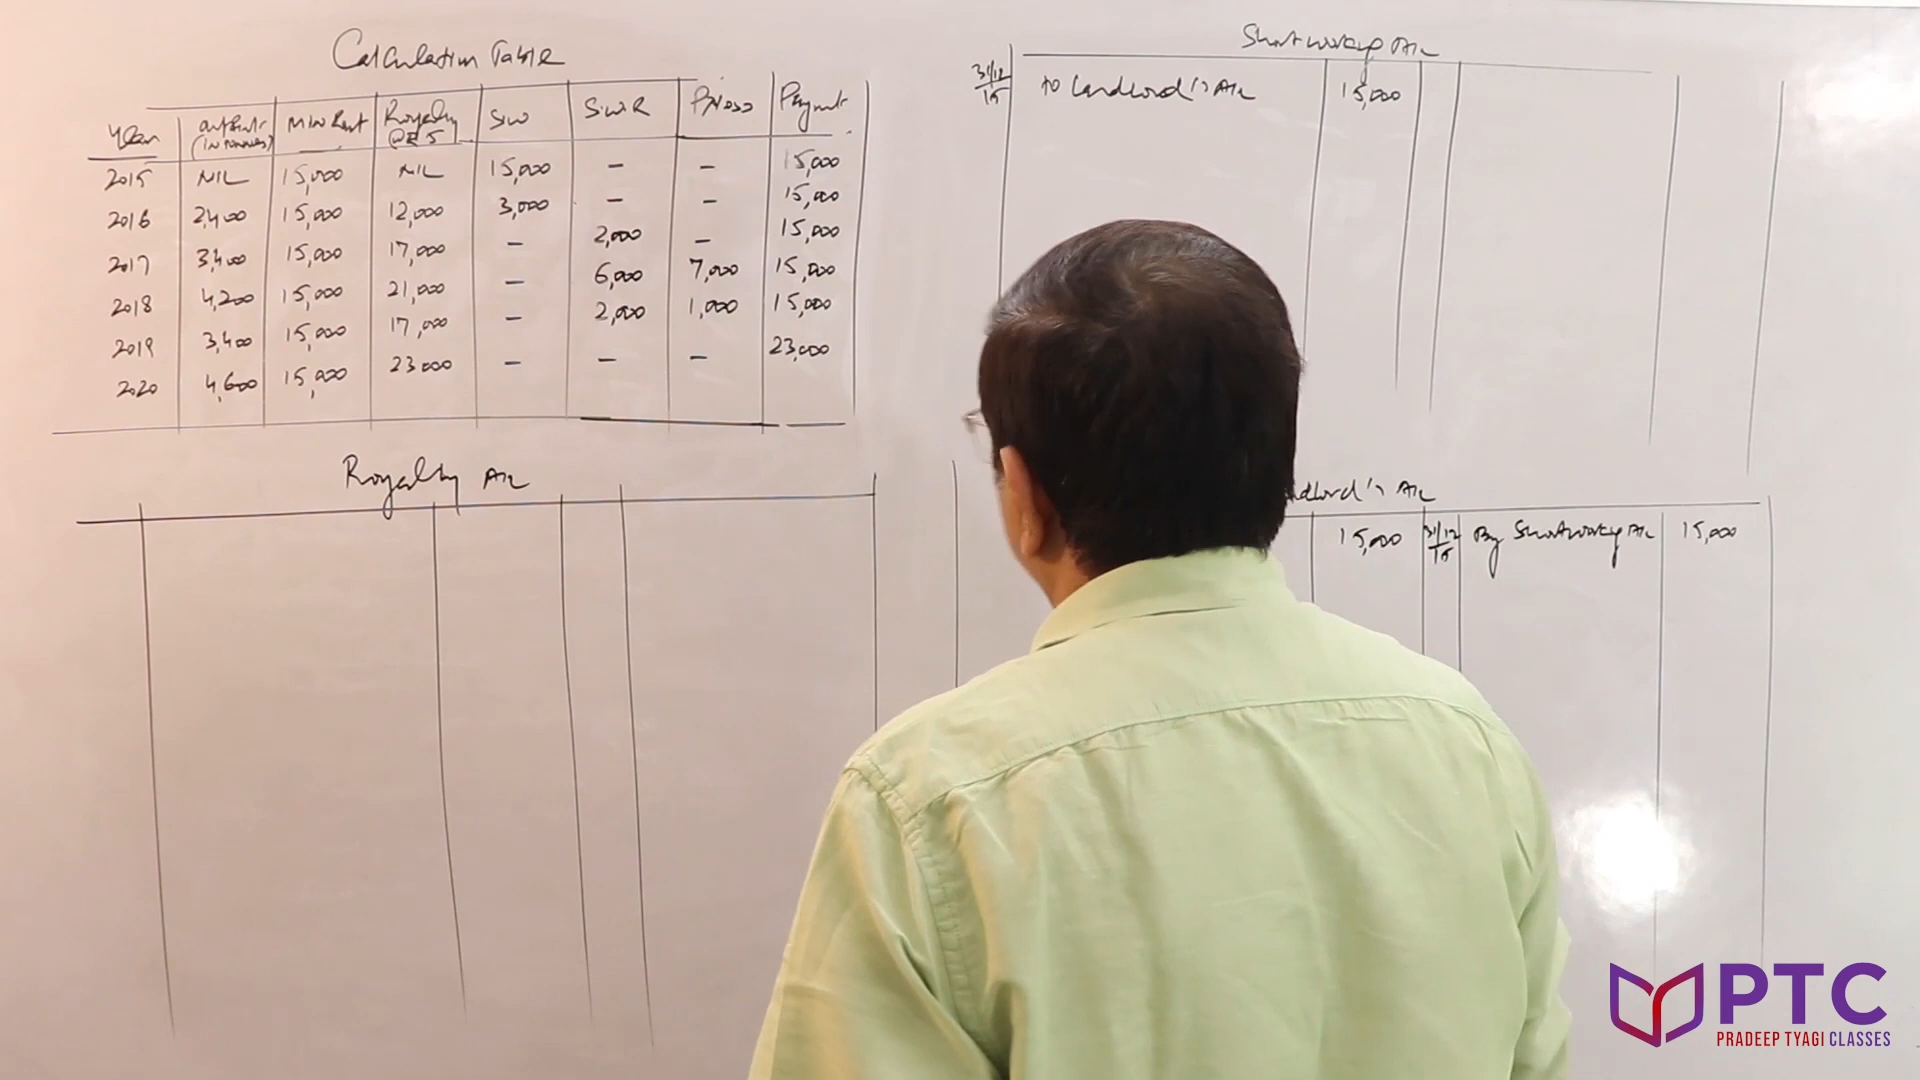 Calculation Table
Year output (in tonnes) Min Rent Royalty @₹5 SW SWR P/Loss Payment
2015 NIL 15,000 NIL 15,000 – – 15,000
2016 2,400 15,000 12,000 3,000 – – 15,000
2017 3,400 15,000 17,000 – 2,000 – 15,000
2018 4,200 15,000 21,000 – 6,000 7,000 15,000
2019 3,400 15,000 17,000 – 2,000 1,000 15,000
2020 4,600 15,000 23000 – – – 23,000
Shortworking A/c
31/12/15 to Landlord's A/c 15,000
Royalty A/c
ndlord's A/c
15,000 31/12/15 By Shortworking A/c 15,000
PTC
PRADEEP TYAGI CLASSES